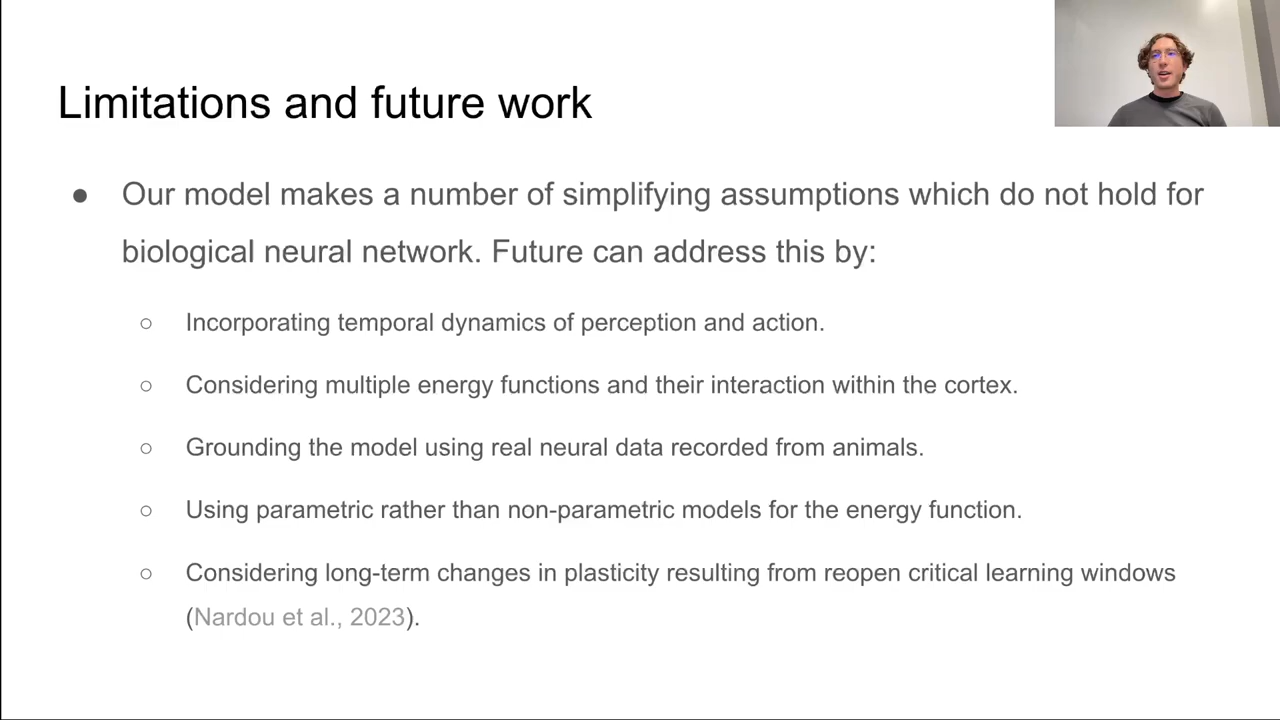 Limitations and future work
● Our model makes a number of simplifying assumptions which do not hold for
biological neural network. Future can address this by:
○ Incorporating temporal dynamics of perception and action.
○ Considering multiple energy functions and their interaction within the cortex.
○ Grounding the model using real neural data recorded from animals.
○ Using parametric rather than non-parametric models for the energy function.
○ Considering long-term changes in plasticity resulting from reopen critical learning windows
(Nardou et al., 2023).